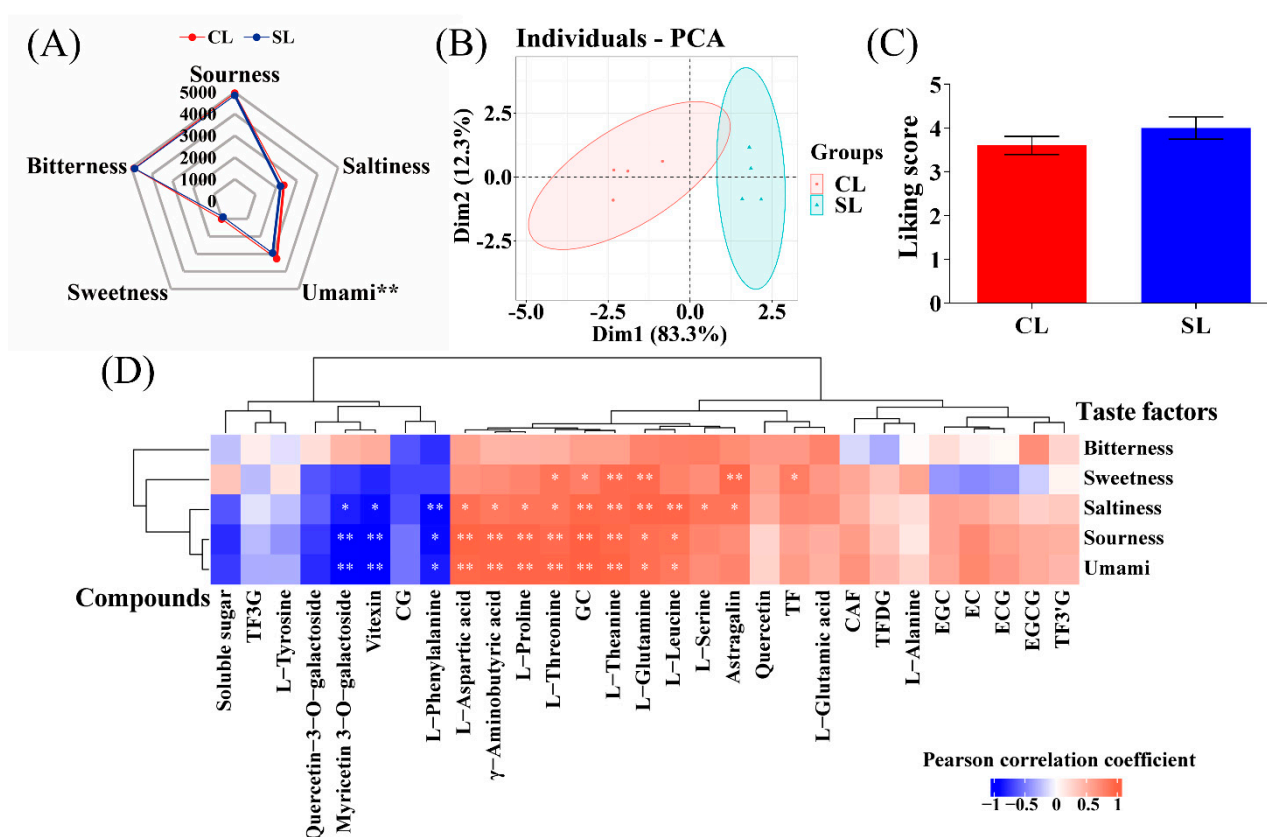 (A)
CL SL
Sourness
5000
4000
3000
2000
1000
0
Bitterness
Saltiness
Sweetness
Umami**
(B)
Individuals - PCA
Dim2 (12.3%)
2.5
0.0
-2.5
-5.0 -2.5 0.0 2.5
Dim1 (83.3%)
Groups
CL
SL
(C)
Liking score
5
4
3
2
1
0
CL SL
(D)
Taste factors
Bitterness
Sweetness * * ** ** ** *
Saltiness * * ** * * * * ** ** ** ** * *
Sourness ** ** * ** ** ** ** ** ** * *
Umami ** ** * ** ** ** ** ** ** * *
Compounds
Soluble sugar
TF3G
L−Tyrosine
Quercetin−3−O−galactoside
Myricetin 3−O−galactoside
Vitexin
CG
L−Phenylalanine
L−Aspartic acid
γ−Aminobutyric acid
L−Proline
L−Threonine
GC
L−Theanine
L−Glutamine
L−Leucine
L−Serine
Astragalin
Quercetin
TF
L−Glutamic acid
CAF
TFDG
L−Alanine
EGC
EC
ECG
EGCG
TF3'G
Pearson correlation coefficient
−1 −0.5 0 0.5 1